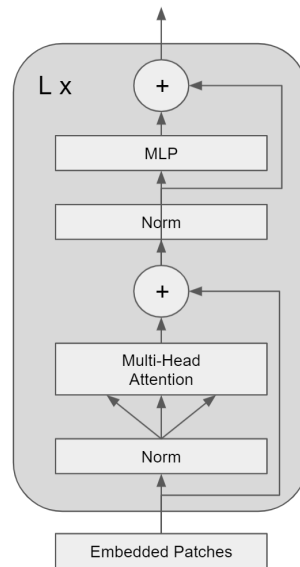 L x
+
MLP
Norm
+
Multi-Head
Attention
Norm
Embedded Patches